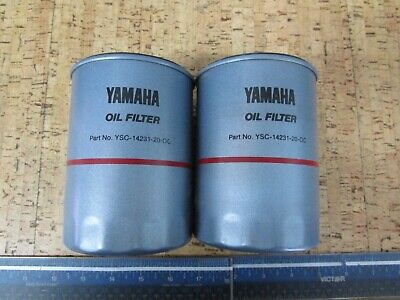 YAMAHA
OIL FILTER
Part No. YSC-14231-20-OC
YAMAHA
OIL FILTER
Part No. YSC-14231-20-OC
VICTOR